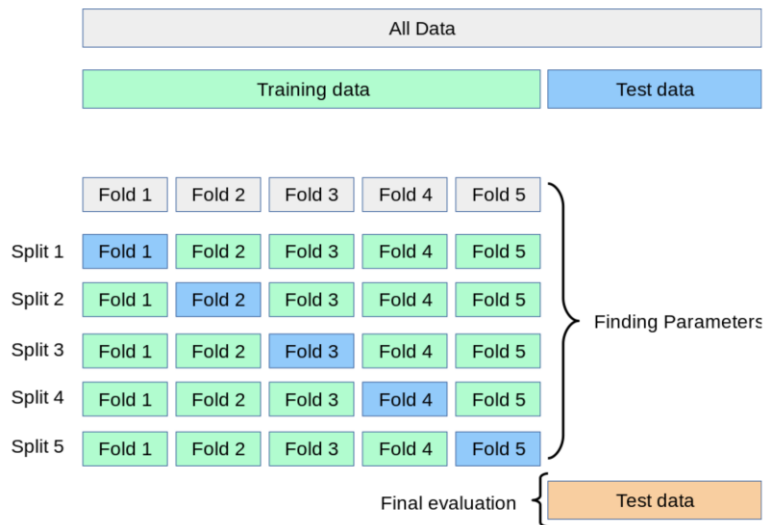 All Data
Training data Test data
Fold 1 Fold 2 Fold 3 Fold 4 Fold 5
Split 1 Fold 1 Fold 2 Fold 3 Fold 4 Fold 5
Split 2 Fold 1 Fold 2 Fold 3 Fold 4 Fold 5
Finding Parameters
Split 3 Fold 1 Fold 2 Fold 3 Fold 4 Fold 5
Split 4 Fold 1 Fold 2 Fold 3 Fold 4 Fold 5
Split 5 Fold 1 Fold 2 Fold 3 Fold 4 Fold 5
Final evaluation Test data